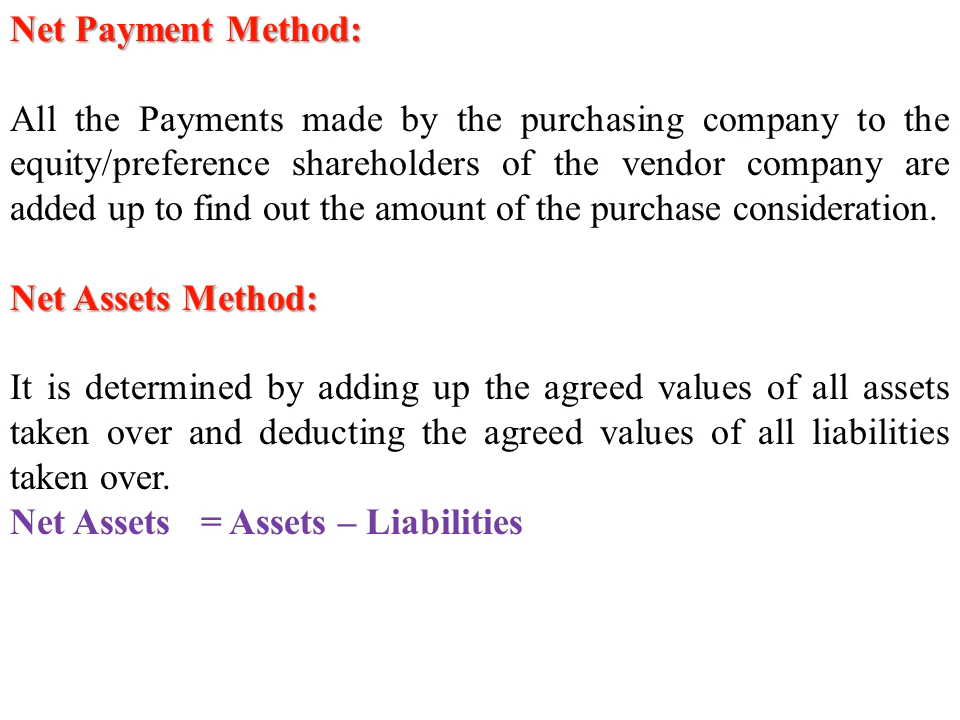 Net Payment Method:
All the Payments made by the purchasing company to the
equity/preference shareholders of the vendor company are
added up to find out the amount of the purchase consideration.
Net Assets Method:
It is determined by adding up the agreed values of all assets
taken over and deducting the agreed values of all liabilities
taken over.
Net Assets = Assets – Liabilities